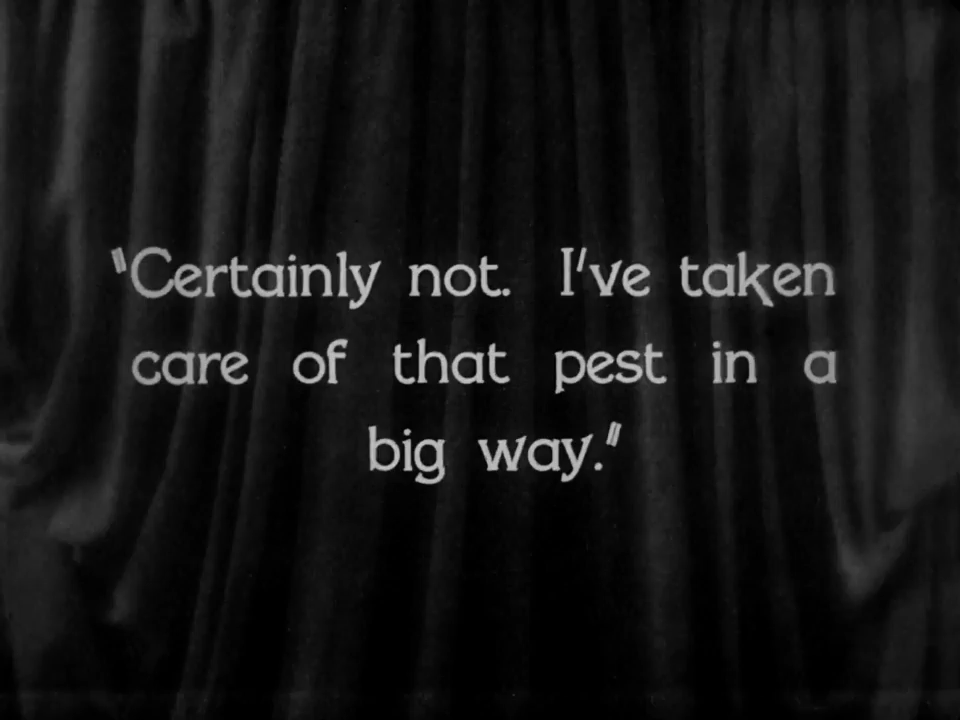 "Certainly not. I've taken
care of that pest in a
big way."